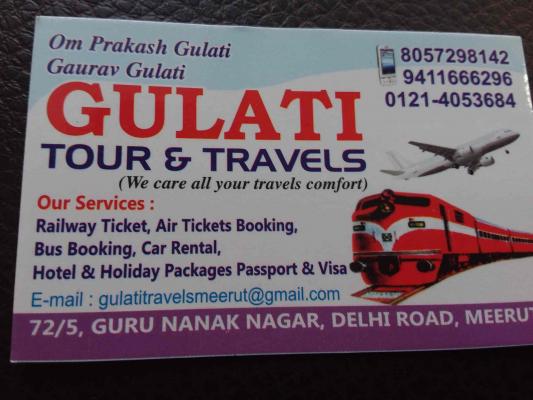 Om Prakash Gulati
Gaurav Gulati
8057298142
9411666296
0121-4053684
GULATI
TOUR & TRAVELS
(We care all your travels comfort)
Our Services :
Railway Ticket, Air Tickets Booking,
Bus Booking, Car Rental,
Hotel & Holiday Packages Passport & Visa
E-mail : gulatitravelsmeerut@gmail.com
72/5, GURU NANAK NAGAR, DELHI ROAD, MEERUT